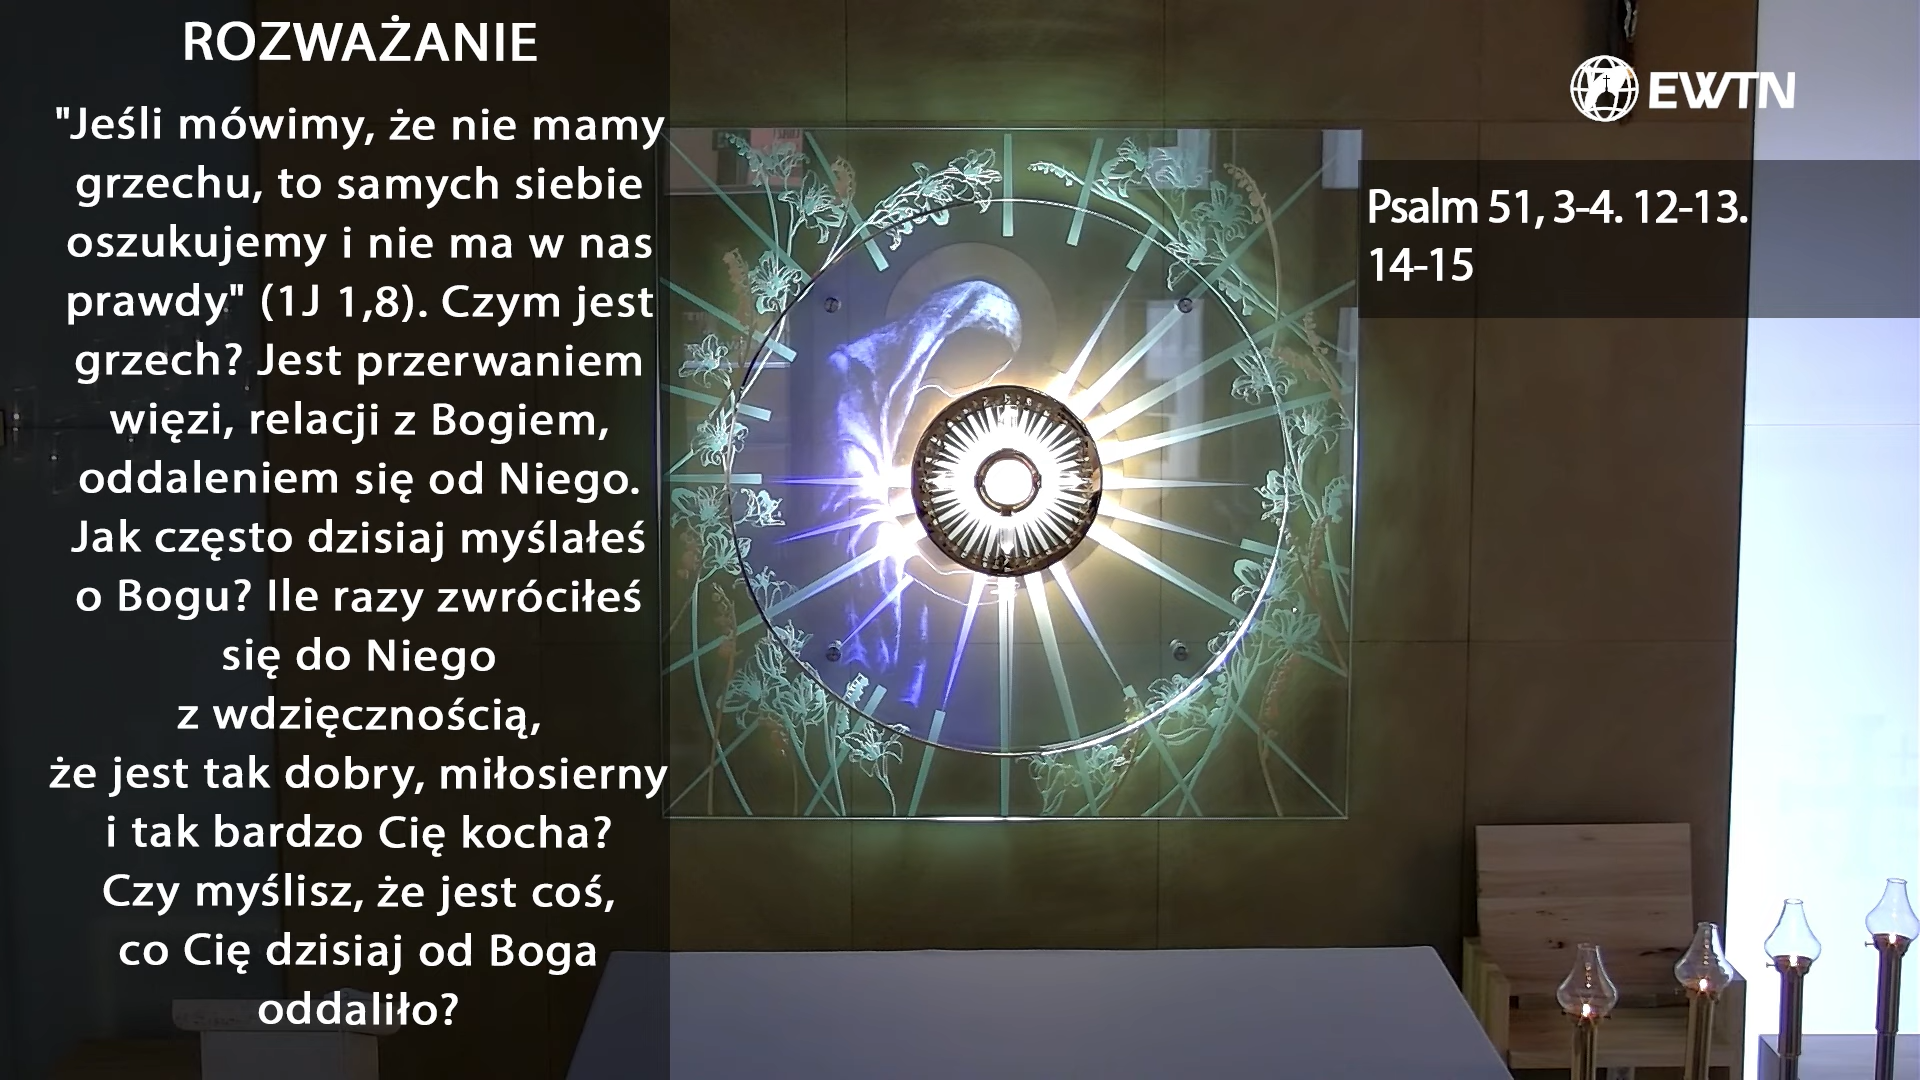 ROZWAŻANIE
"Jeśli mówimy, że nie mamy
grzechu, to samych siebie
oszukujemy i nie ma w nas
prawdy" (1J 1,8). Czym jest
grzech? Jest przerwaniem
więzi, relacji z Bogiem,
oddaleniem się od Niego.
Jak często dzisiaj myślałeś
o Bogu? Ile razy zwróciłeś
się do Niego
z wdzięcznością,
że jest tak dobry, miłosierny
i tak bardzo Cię kocha?
Czy myślisz, że jest coś,
co Cię dzisiaj od Boga
oddaliło?
EWTN
Psalm 51, 3-4. 12-13.
14-15